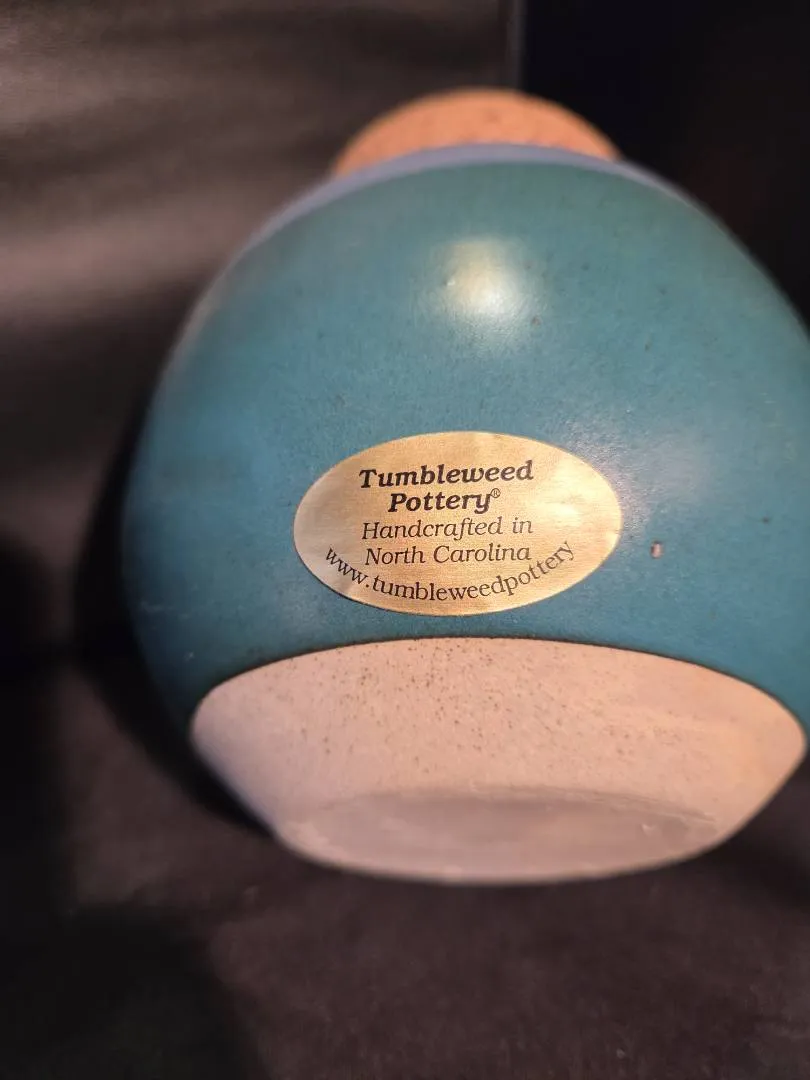 Tumbleweed
Pottery®
Handcrafted in
North Carolina
www.tumbleweedpottery